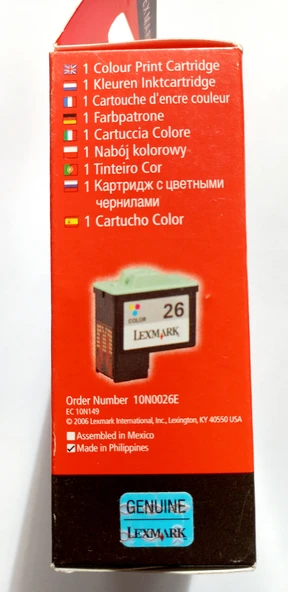 1 Colour Print Cartridge
1 Kleuren Inktcartridge
1 Cartouche d'encre couleur
1 Farbpatrone
1 Cartuccia Colore
1 Nabój kolorowy
1 Tinteiro Cor
1 Картридж с цветными
чернилами
1 Cartucho Color
26
COLOR
LEXMARK
Order Number 10N0026E
EC 10N149
© 2006 Lexmark International, Inc., Lexington, KY 40550 USA
Assembled in Mexico
Made in Philippines
GENUINE
LEXMARK